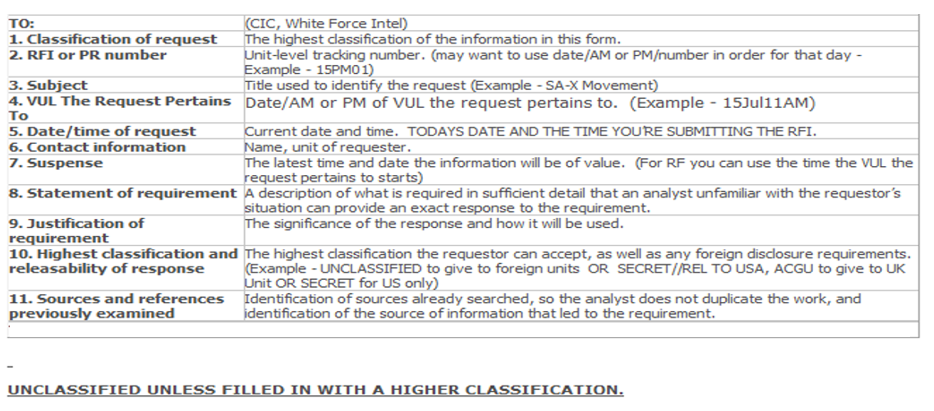 TO: (CIC, White Force Intel)
1. Classification of request The highest classification of the information in this form.
2. RFI or PR number Unit-level tracking number. (may want to use date/AM or PM/number in order for that day -
Example - 15PM01)
3. Subject Title used to identify the request (Example - SA-X Movement)
4. VUL The Request Pertains Date/AM or PM of VUL the request pertains to. (Example - 15Jul11AM)
To
5. Date/time of request Current date and time. TODAYS DATE AND THE TIME YOU'RE SUBMITTING THE RFI.
6. Contact information Name, unit of requester.
7. Suspense The latest time and date the information will be of value. (For RF you can use the time the VUL the
request pertains to starts)
8. Statement of requirement A description of what is required in sufficient detail that an analyst unfamiliar with the requestor's
situation can provide an exact response to the requirement.
9. Justification of The significance of the response and how it will be used.
requirement
10. Highest classification and The highest classification the requestor can accept, as well as any foreign disclosure requirements.
releasability of response (Example - UNCLASSIFIED to give to foreign units OR SECRET//REL TO USA, ACGU to give to UK
Unit OR SECRET for US only)
11. Sources and references Identification of sources already searched, so the analyst does not duplicate the work, and
previously examined identification of the source of information that led to the requirement.
UNCLASSIFIED UNLESS FILLED IN WITH A HIGHER CLASSIFICATION.